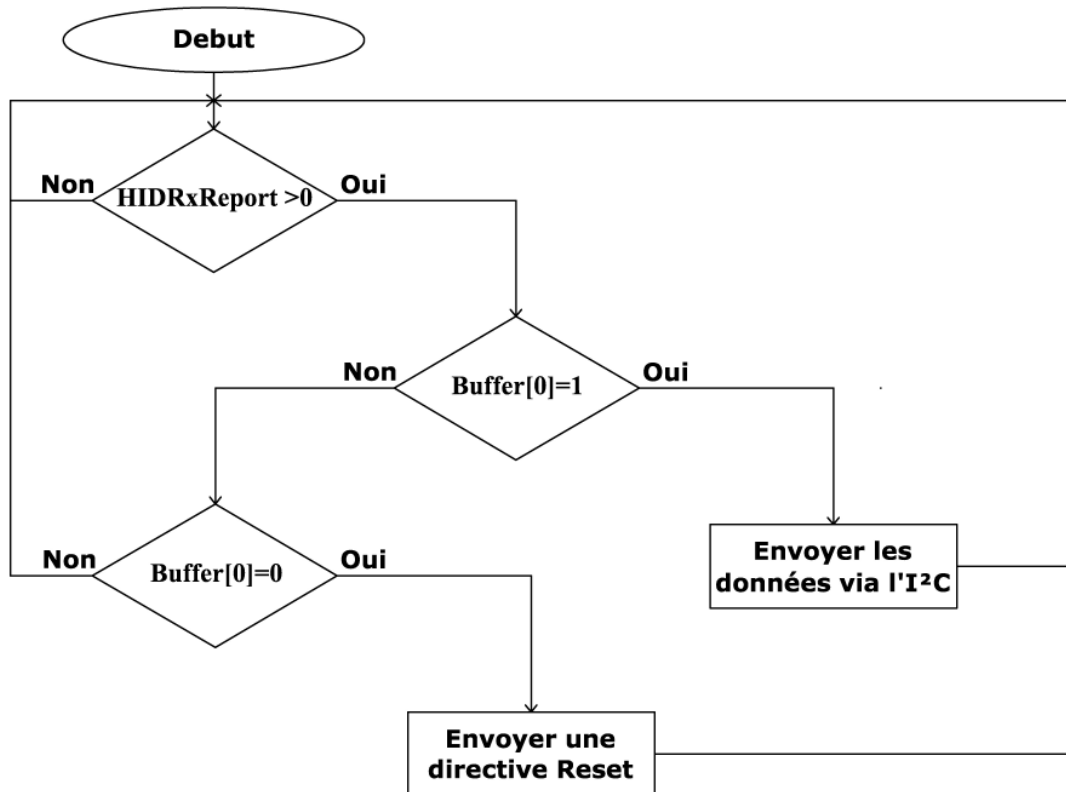 Debut
Non
HIDRxReport >0
Oui
Non
Buffer[0]=1
Oui
Non
Buffer[0]=0
Oui
Envoyer les
données via l'I²C
Envoyer une
directive Reset